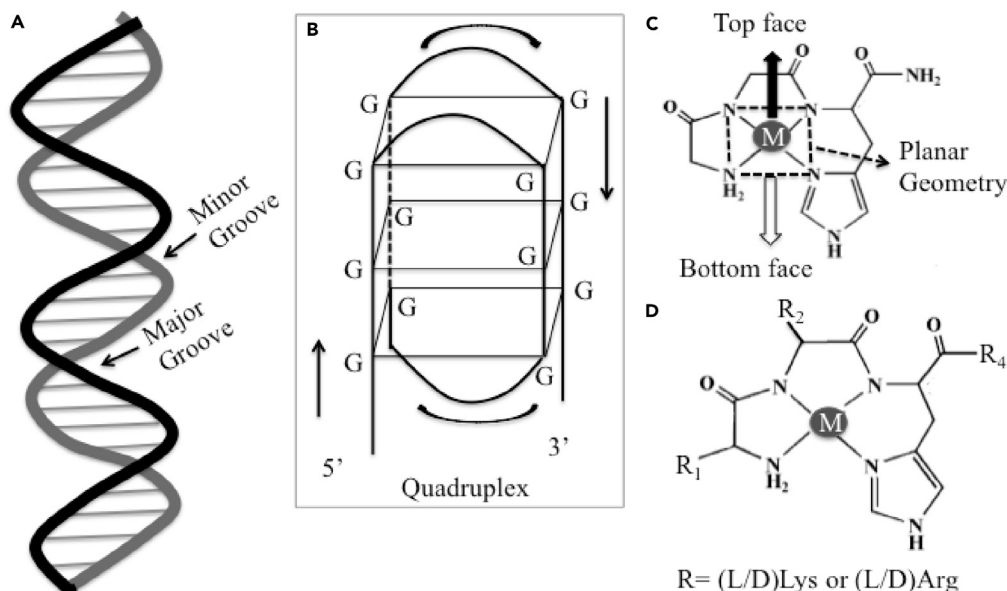 A
Minor
Groove
Major
Groove
B
G
G
G
G
G
G
G
G
G
G
G
G
5’
3’
Quadruplex
C
Top face
O
O
O
NH2
N
N
M
N
H2
N
N
H
Planar
Geometry
Bottom face
D
R2
O
O
R4
O
N
N
M
R1
N
H2
N
N
H
R= (L/D)Lys or (L/D)Arg